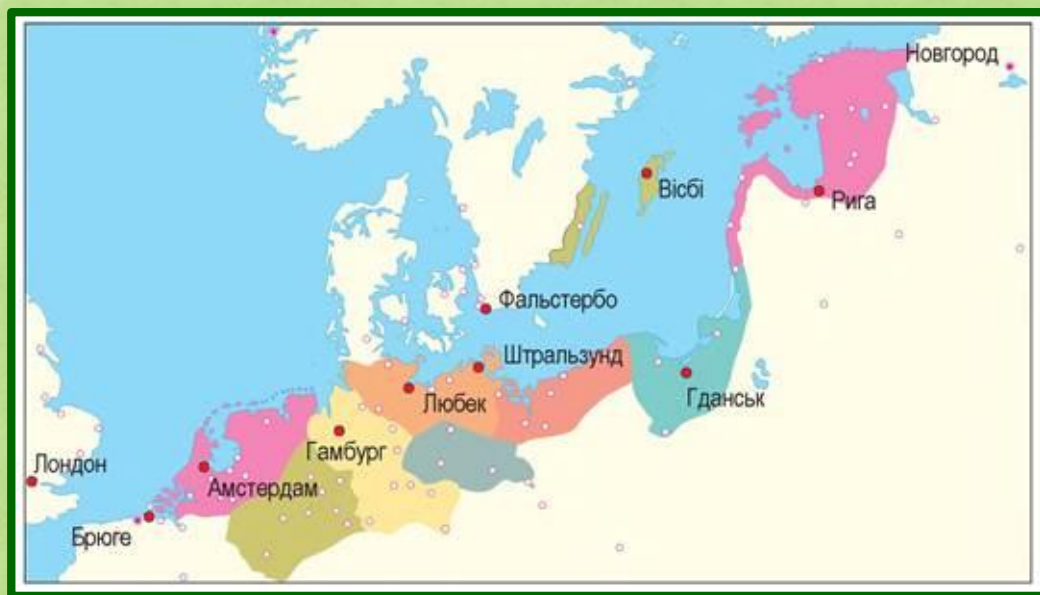 Новгород
Вісбі
Рига
Фальстербо
Штральзунд
Любек
Гданськ
Гамбург
Лондон
Амстердам
Брюге